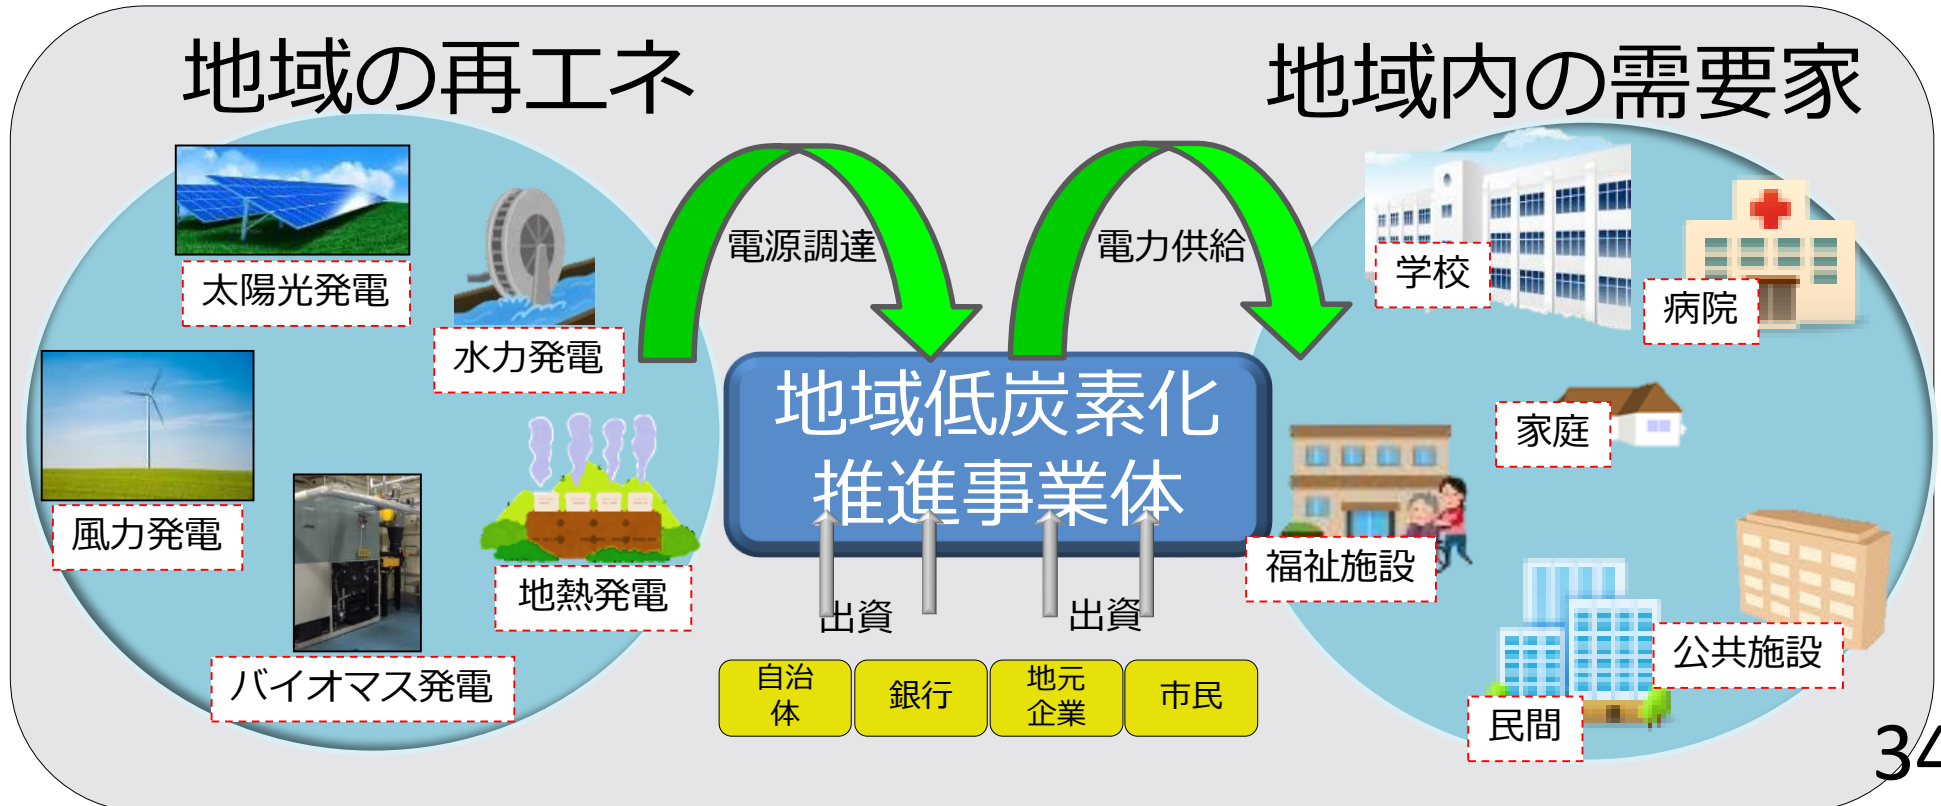 地域の再エネ
地域内の需要家
太陽光発電
水力発電
風力発電
地熱発電
バイオマス発電
電源調達
電力供給
地域低炭素化
推進事業体
出資
出資
自治
体
銀行
地元
企業
市民
学校
病院
家庭
福祉施設
公共施設
民間
34